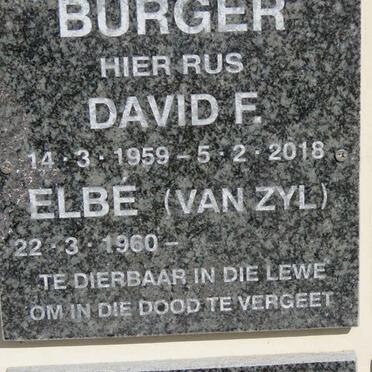 BURGER
HIER RUS
DAVID F.
14 · 3 · 1959 – 5 · 2 · 2018
ELBÉ (VAN ZYL)
22 · 3 · 1960 –
TE DIERBAAR IN DIE LEWE
OM IN DIE DOOD TE VERGEET